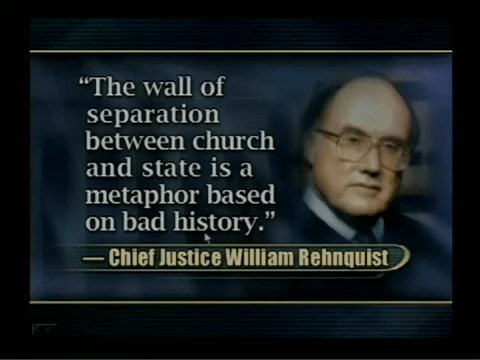 “The wall of
separation
between church
and state is a
metaphor based
on bad history.”
— Chief Justice William Rehnquist